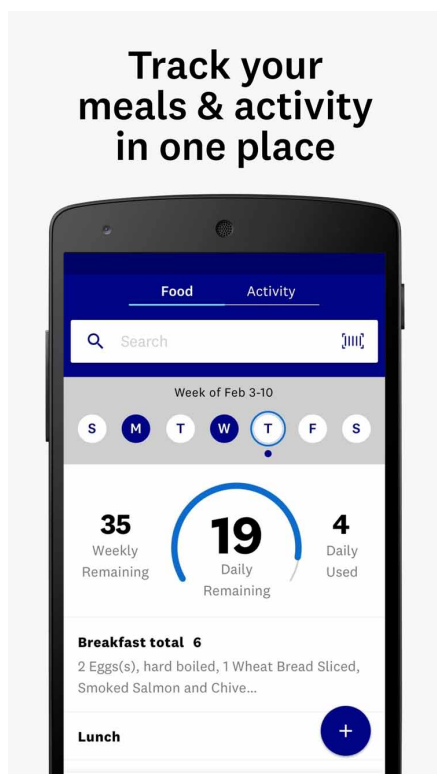 Track your
meals & activity
in one place
Food Activity
Search
Week of Feb 3-10
S M T W T F S
35
Weekly
Remaining
19
Daily
Remaining
4
Daily
Used
Breakfast total 6
2 Eggs(s), hard boiled, 1 Wheat Bread Sliced,
Smoked Salmon and Chive...
Lunch
+